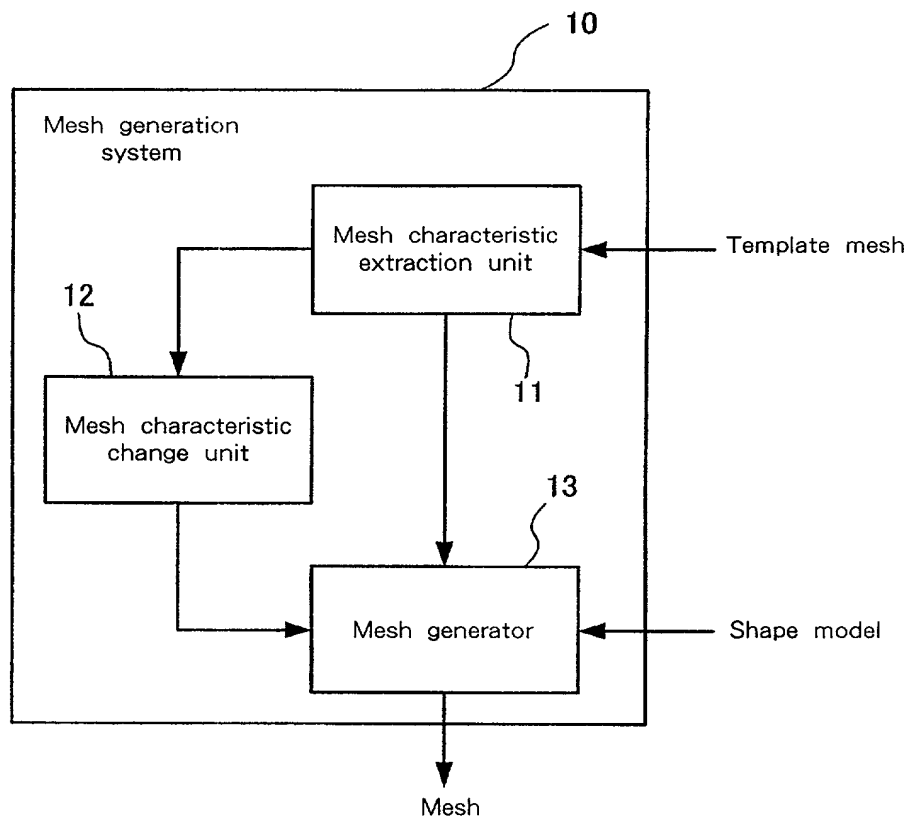 10
Mesh generation
system
Mesh characteristic
extraction unit
Template mesh
12
11
Mesh characteristic
change unit
13
Mesh generator
Shape model
Mesh